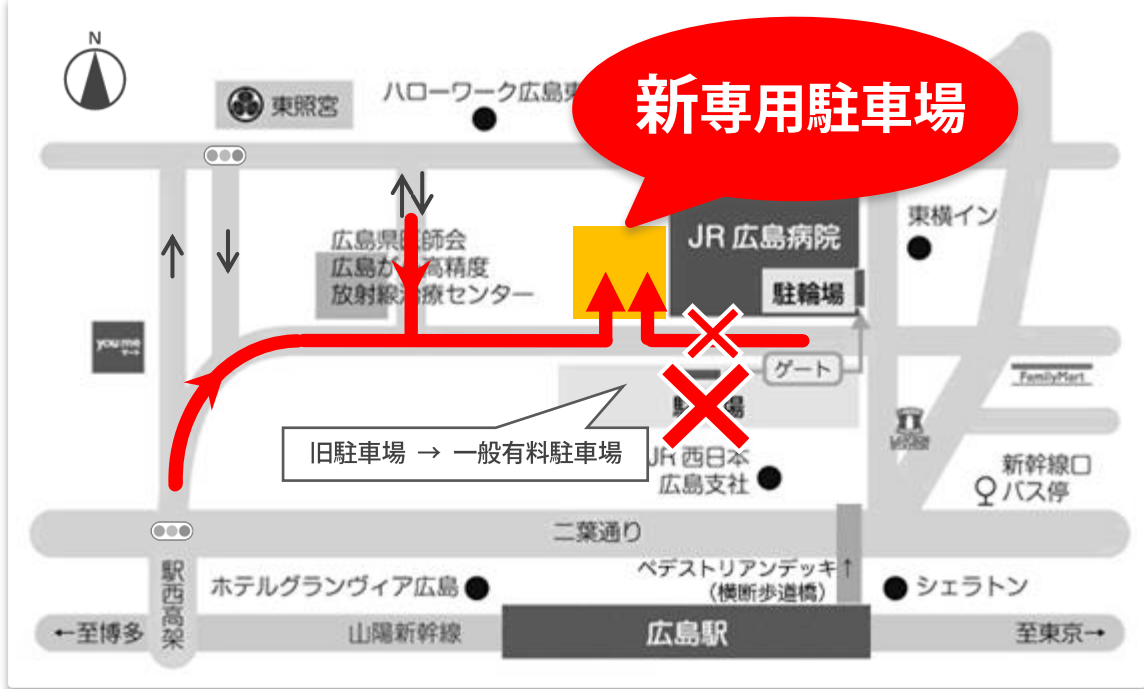 N
東照宮
ハローワーク広島東
新専用駐車場
広島県医師会
広島が 高精度
放射線治療センター
JR 広島病院
駐輪場
東横イン
youme
ゲート
FamilyMart
旧駐車場 → 一般有料駐車場
JR 西日本
広島支社
新幹線口
バス停
二葉通り
駅西高架
ホテルグランヴィア広島
ペデストリアンデッキ↑
（横断歩道橋）
シェラトン
←至博多
山陽新幹線
広島駅
至東京→